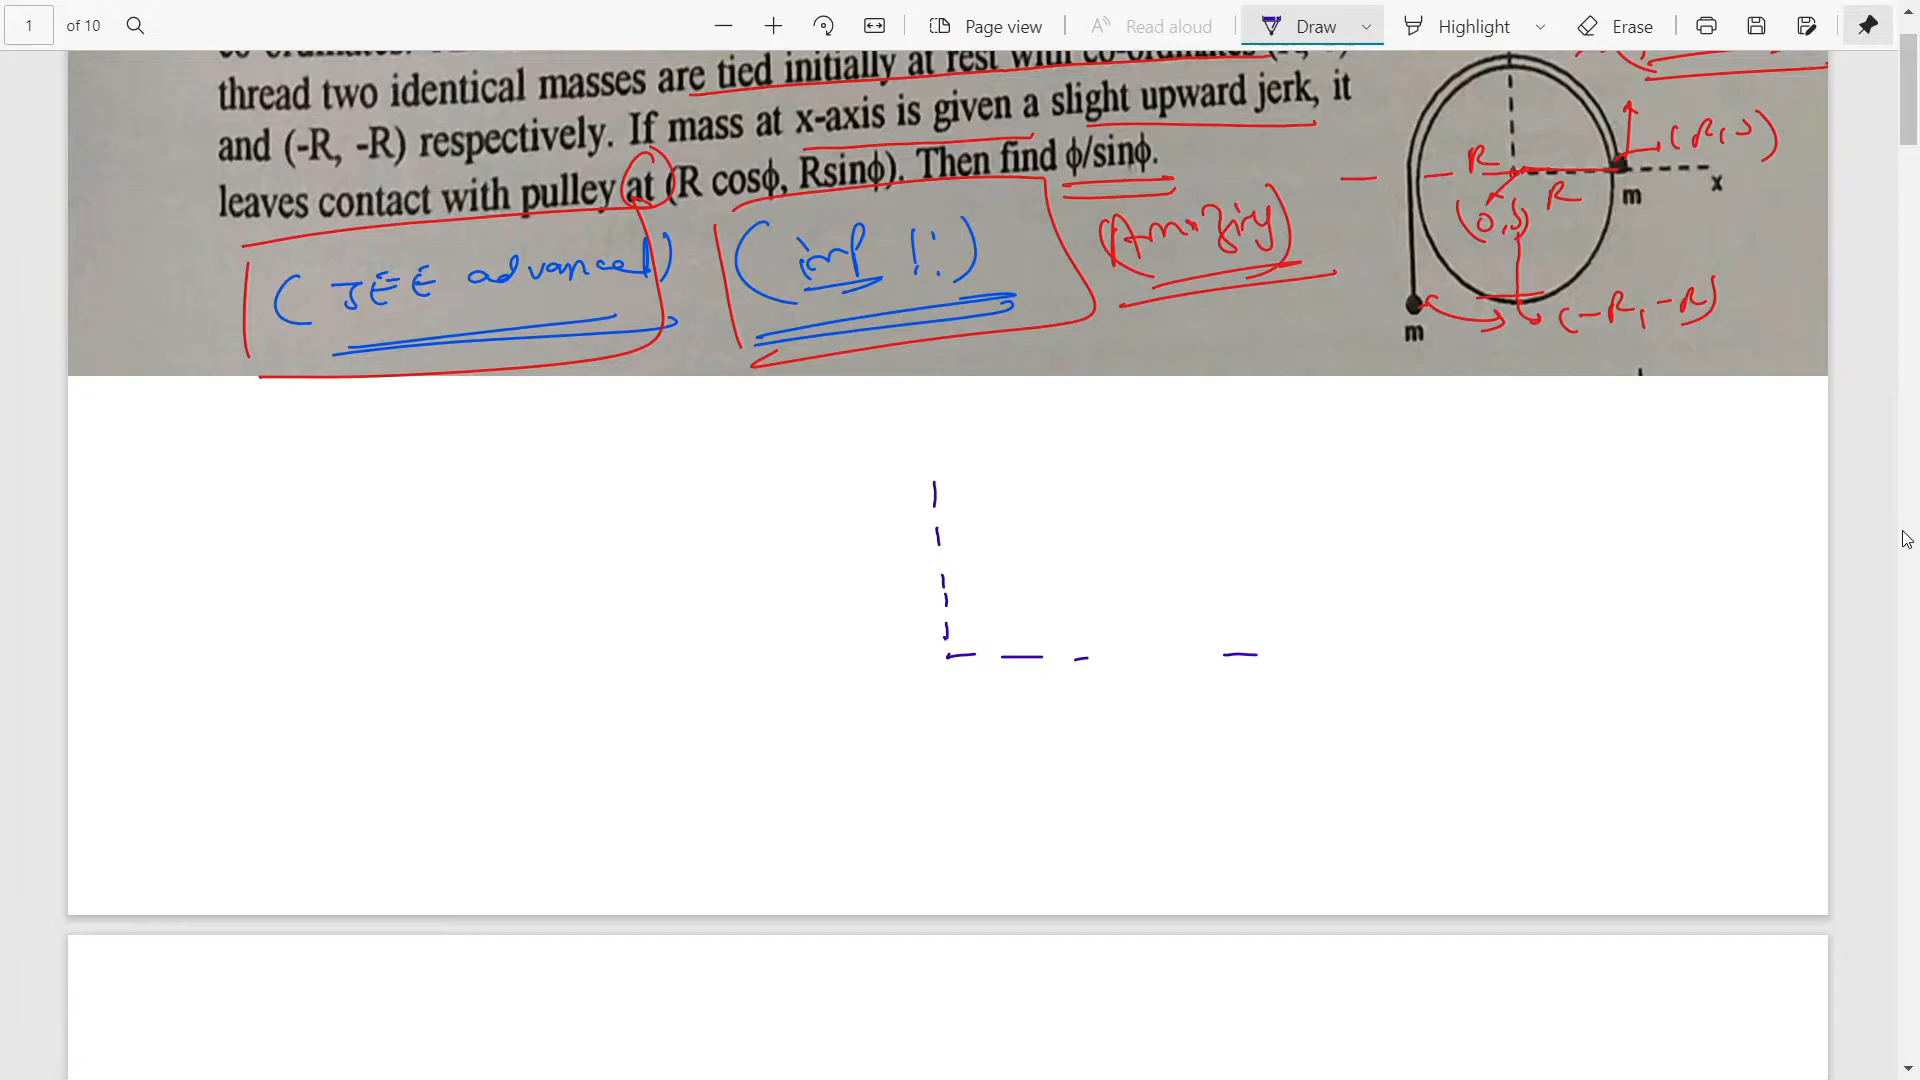 1 of 10 Page view Read aloud Draw Highlight Erase
co-ordinates.
thread two identical masses are tied initially at rest with co-ordinates
and (-R, -R) respectively. If mass at x-axis is given a slight upward jerk, it
leaves contact with pulley at (R cosϕ, Rsinϕ). Then find ϕ/sinϕ.
(JEE advanced)
(imp !!)
(Amazing)
R
R
(0,0)
(R,0)
m
x
(-R, -R)
m